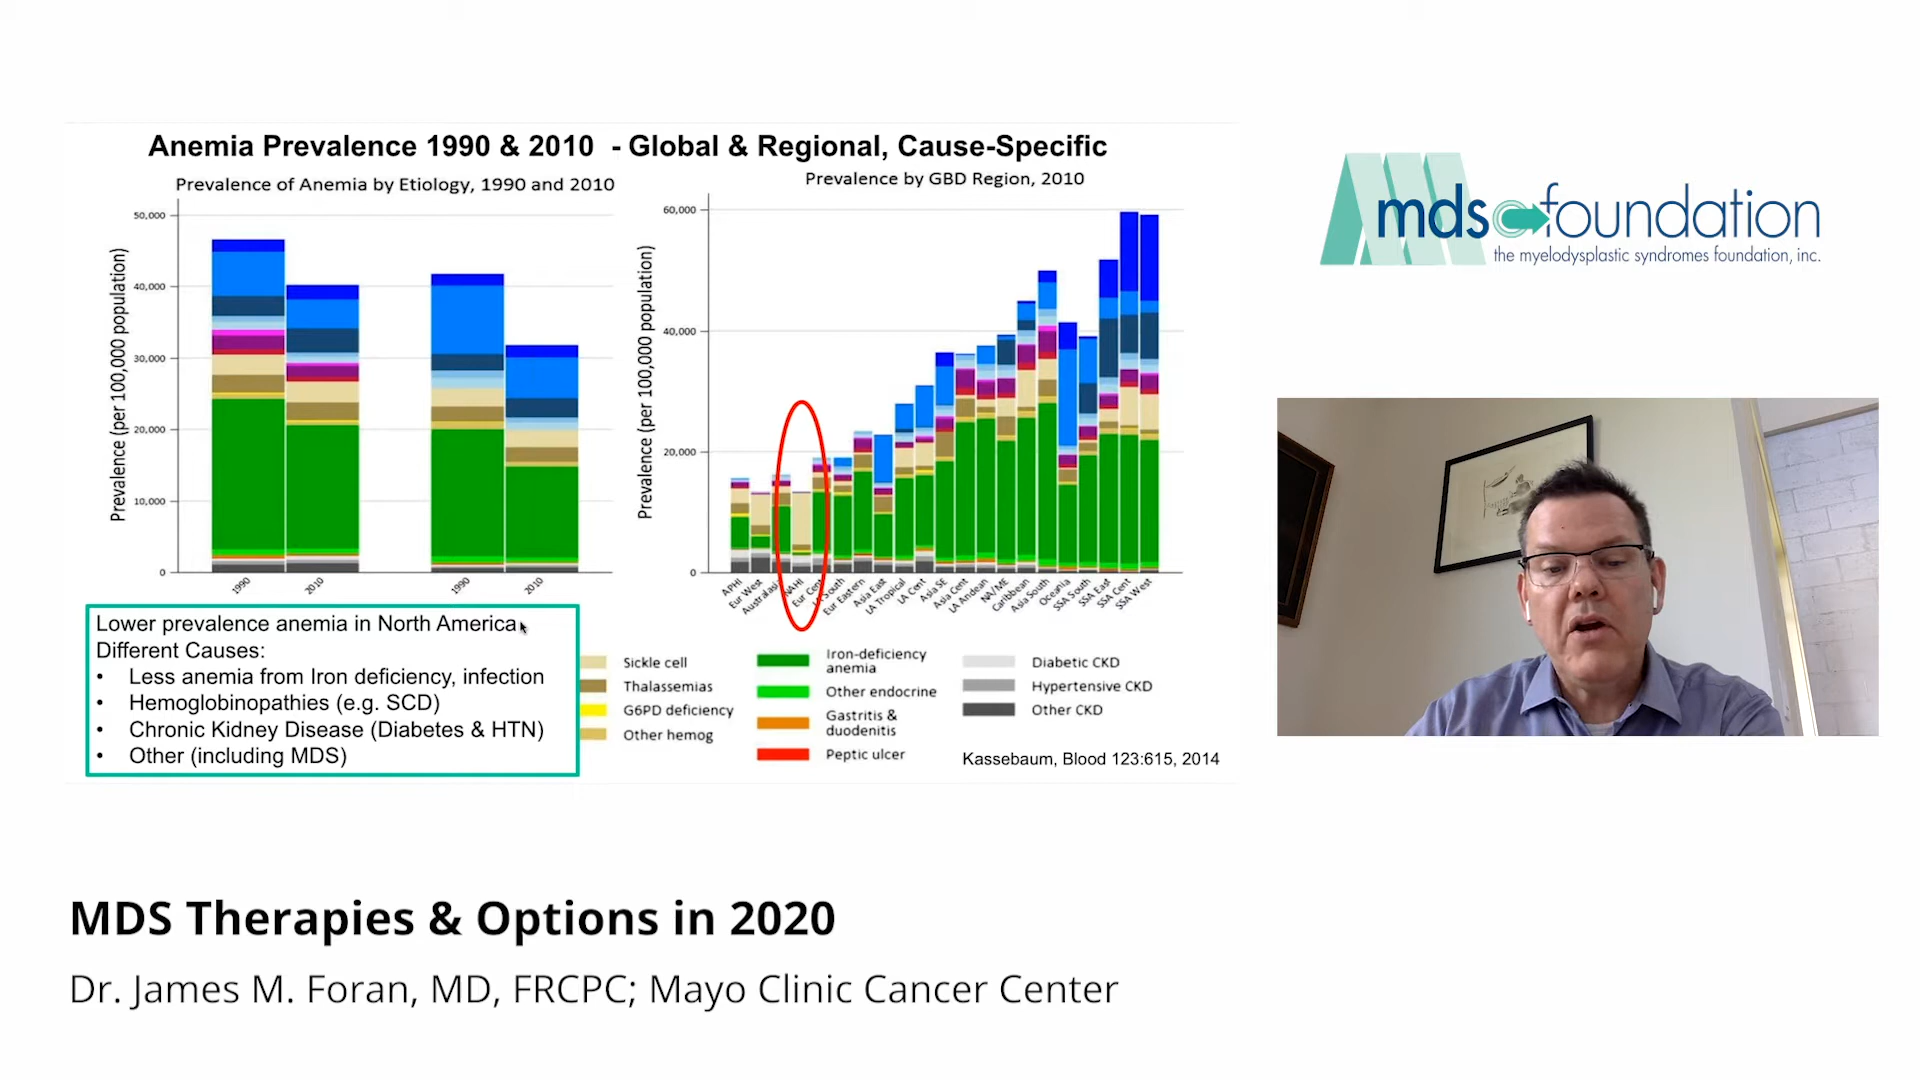 Anemia Prevalence 1990 & 2010 - Global & Regional, Cause-Specific
Prevalence of Anemia by Etiology, 1990 and 2010
Prevalence (per 100,000 population)
50,000
40,000
30,000
20,000
10,000
0
1990
2010
1990
2010
Prevalence by GBD Region, 2010
Prevalence (per 100,000 population)
60,000
40,000
20,000
0
APHI
Eur West
NAHI
Eur Eastern
Asia East
LA Tropical
LA Cent
Asia SE
Asia Cent
LA Andean
NA/ME
Caribbean
Asia South
Oceania
SSA South
SSA East
SSA Cent
SSA West
Lower prevalence anemia in North America
Different Causes:
• Less anemia from Iron deficiency, infection
• Hemoglobinopathies (e.g. SCD)
• Chronic Kidney Disease (Diabetes & HTN)
• Other (including MDS)
Sickle cell
Thalassemias
G6PD deficiency
Other hemog
Iron-deficiency
anemia
Other endocrine
Gastritis &
duodenitis
Peptic ulcer
Diabetic CKD
Hypertensive CKD
Other CKD
Kassebaum, Blood 123:615, 2014
mds foundation
the myelodysplastic syndromes foundation, inc.
MDS Therapies & Options in 2020
Dr. James M. Foran, MD, FRCPC; Mayo Clinic Cancer Center